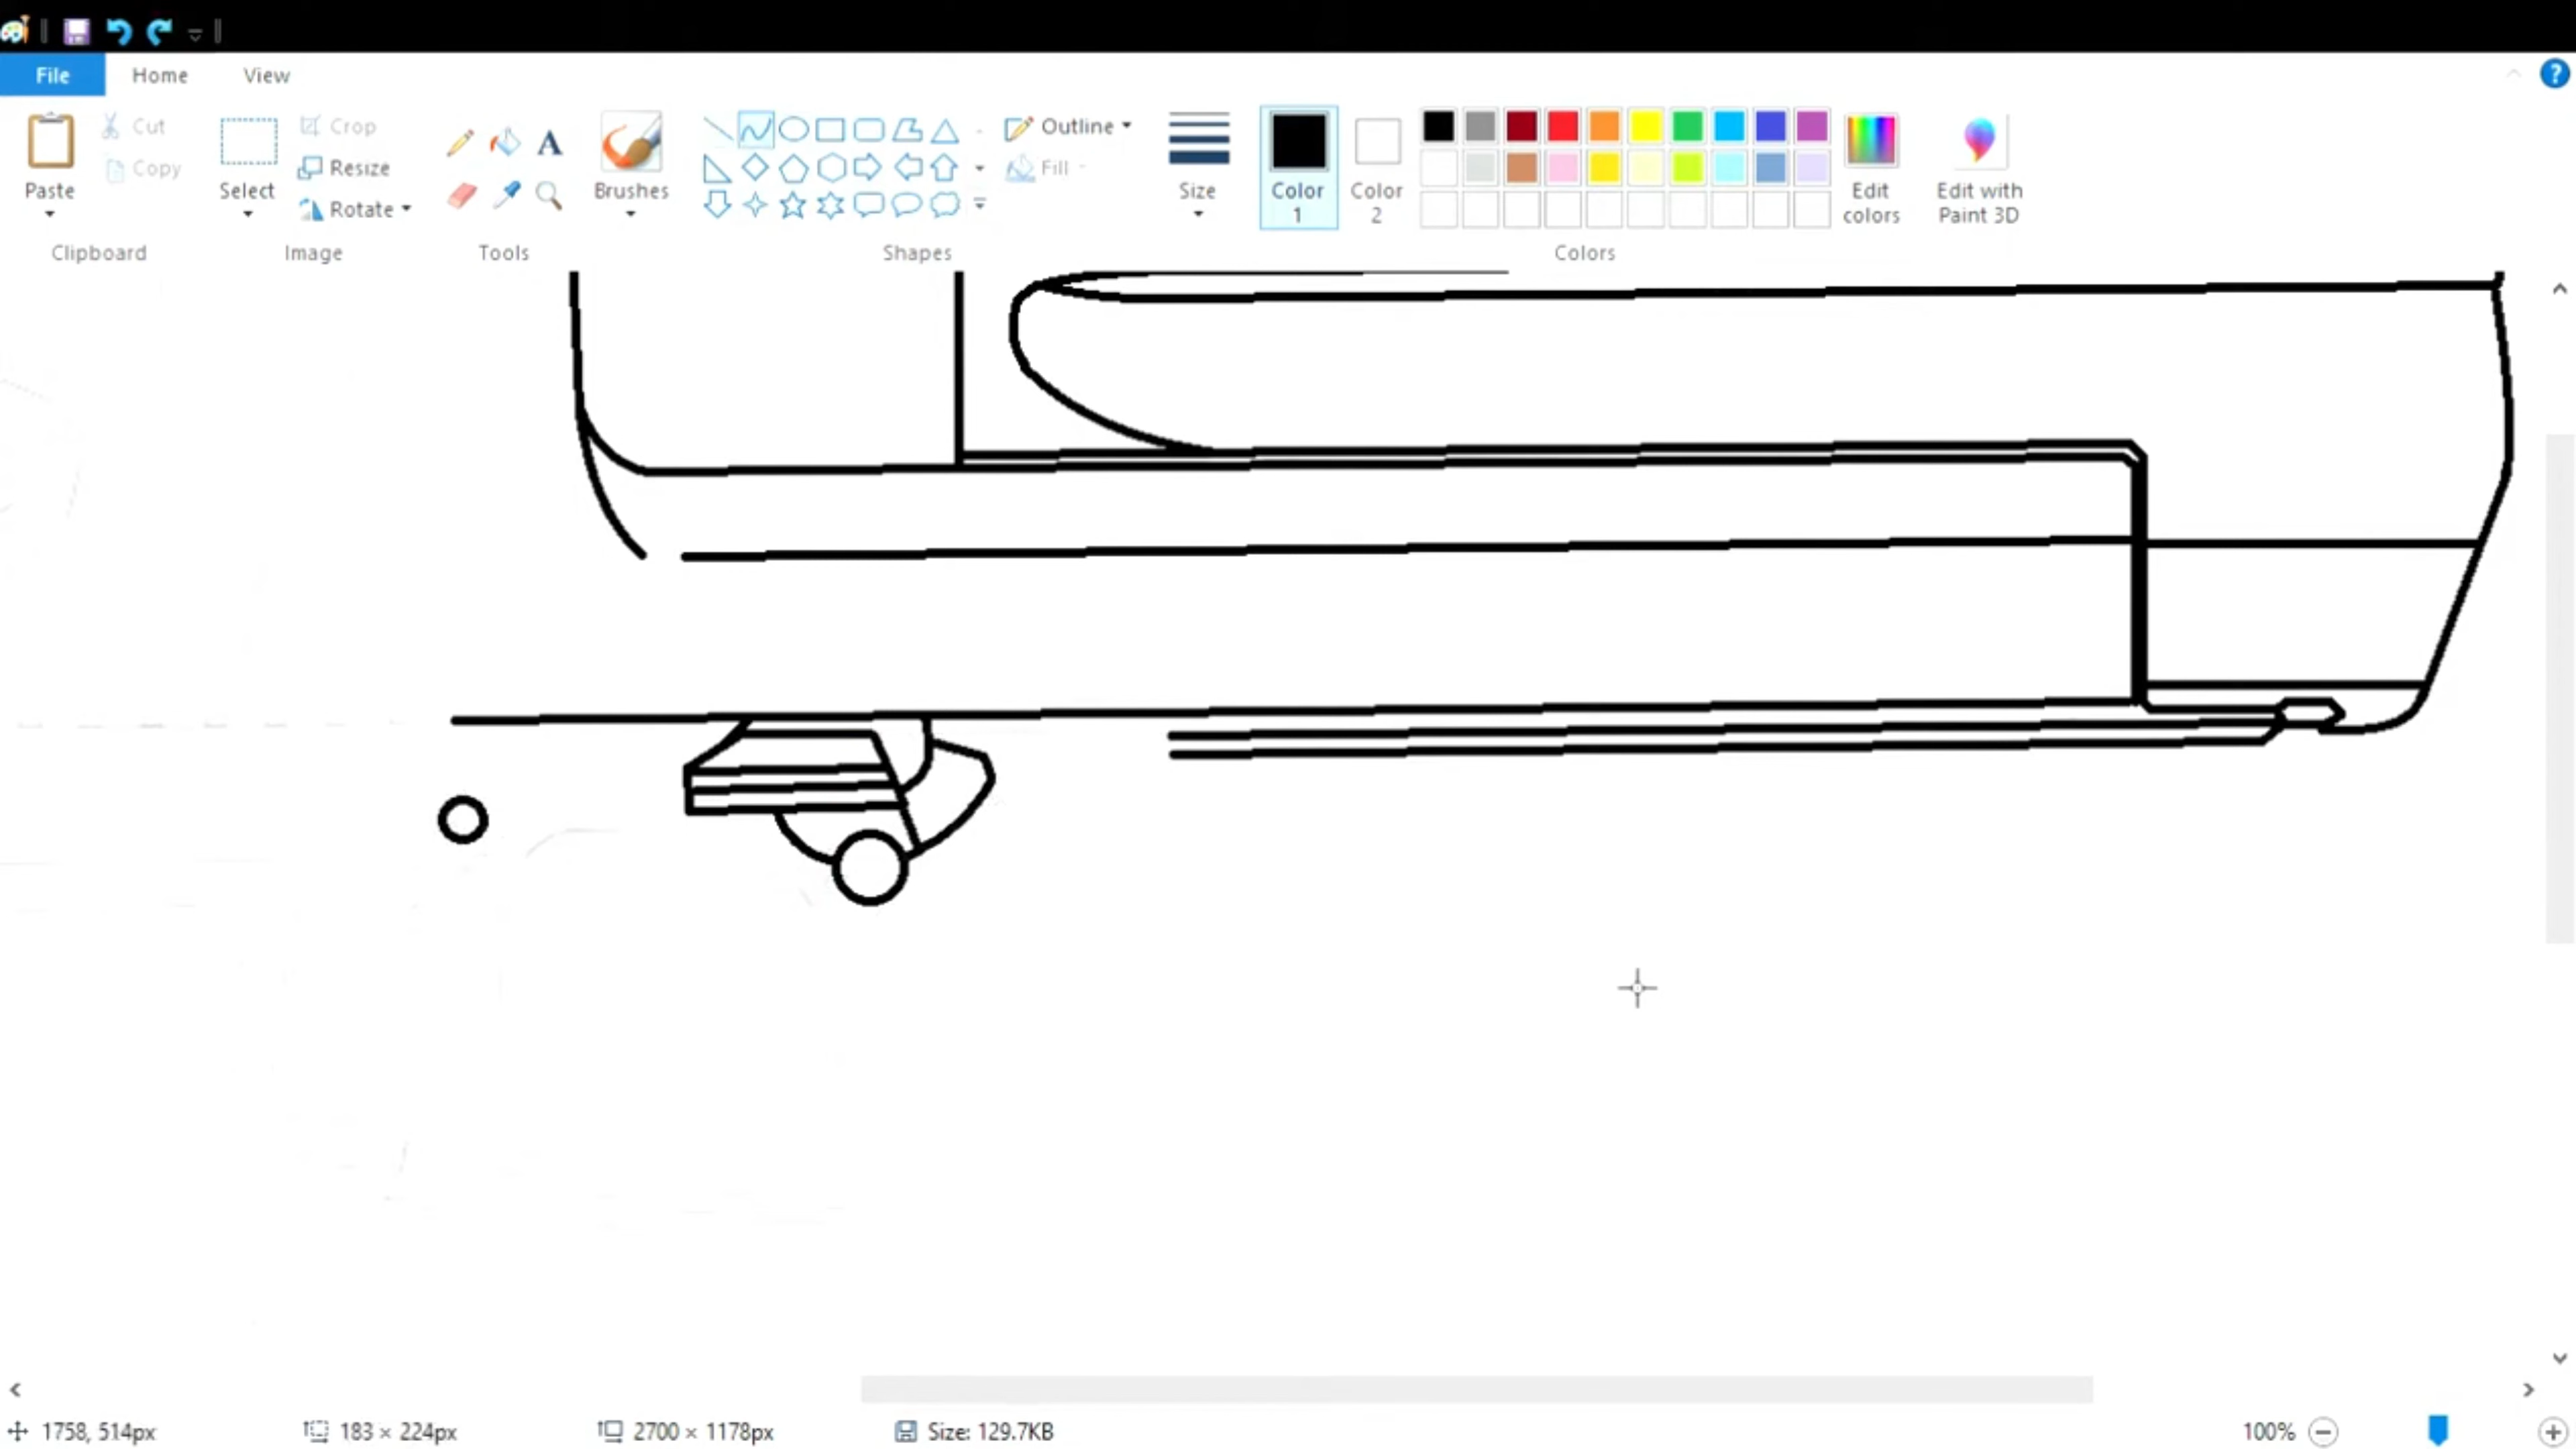 File Home View
?
Paste Cut Copy Select Crop Resize Rotate A Brushes Outline Fill Size Color 1 Color 2 Edit colors Edit with Paint 3D
Clipboard Image Tools Shapes Colors
1758, 514px 183 × 224px 2700 × 1178px Size: 129.7KB 100%